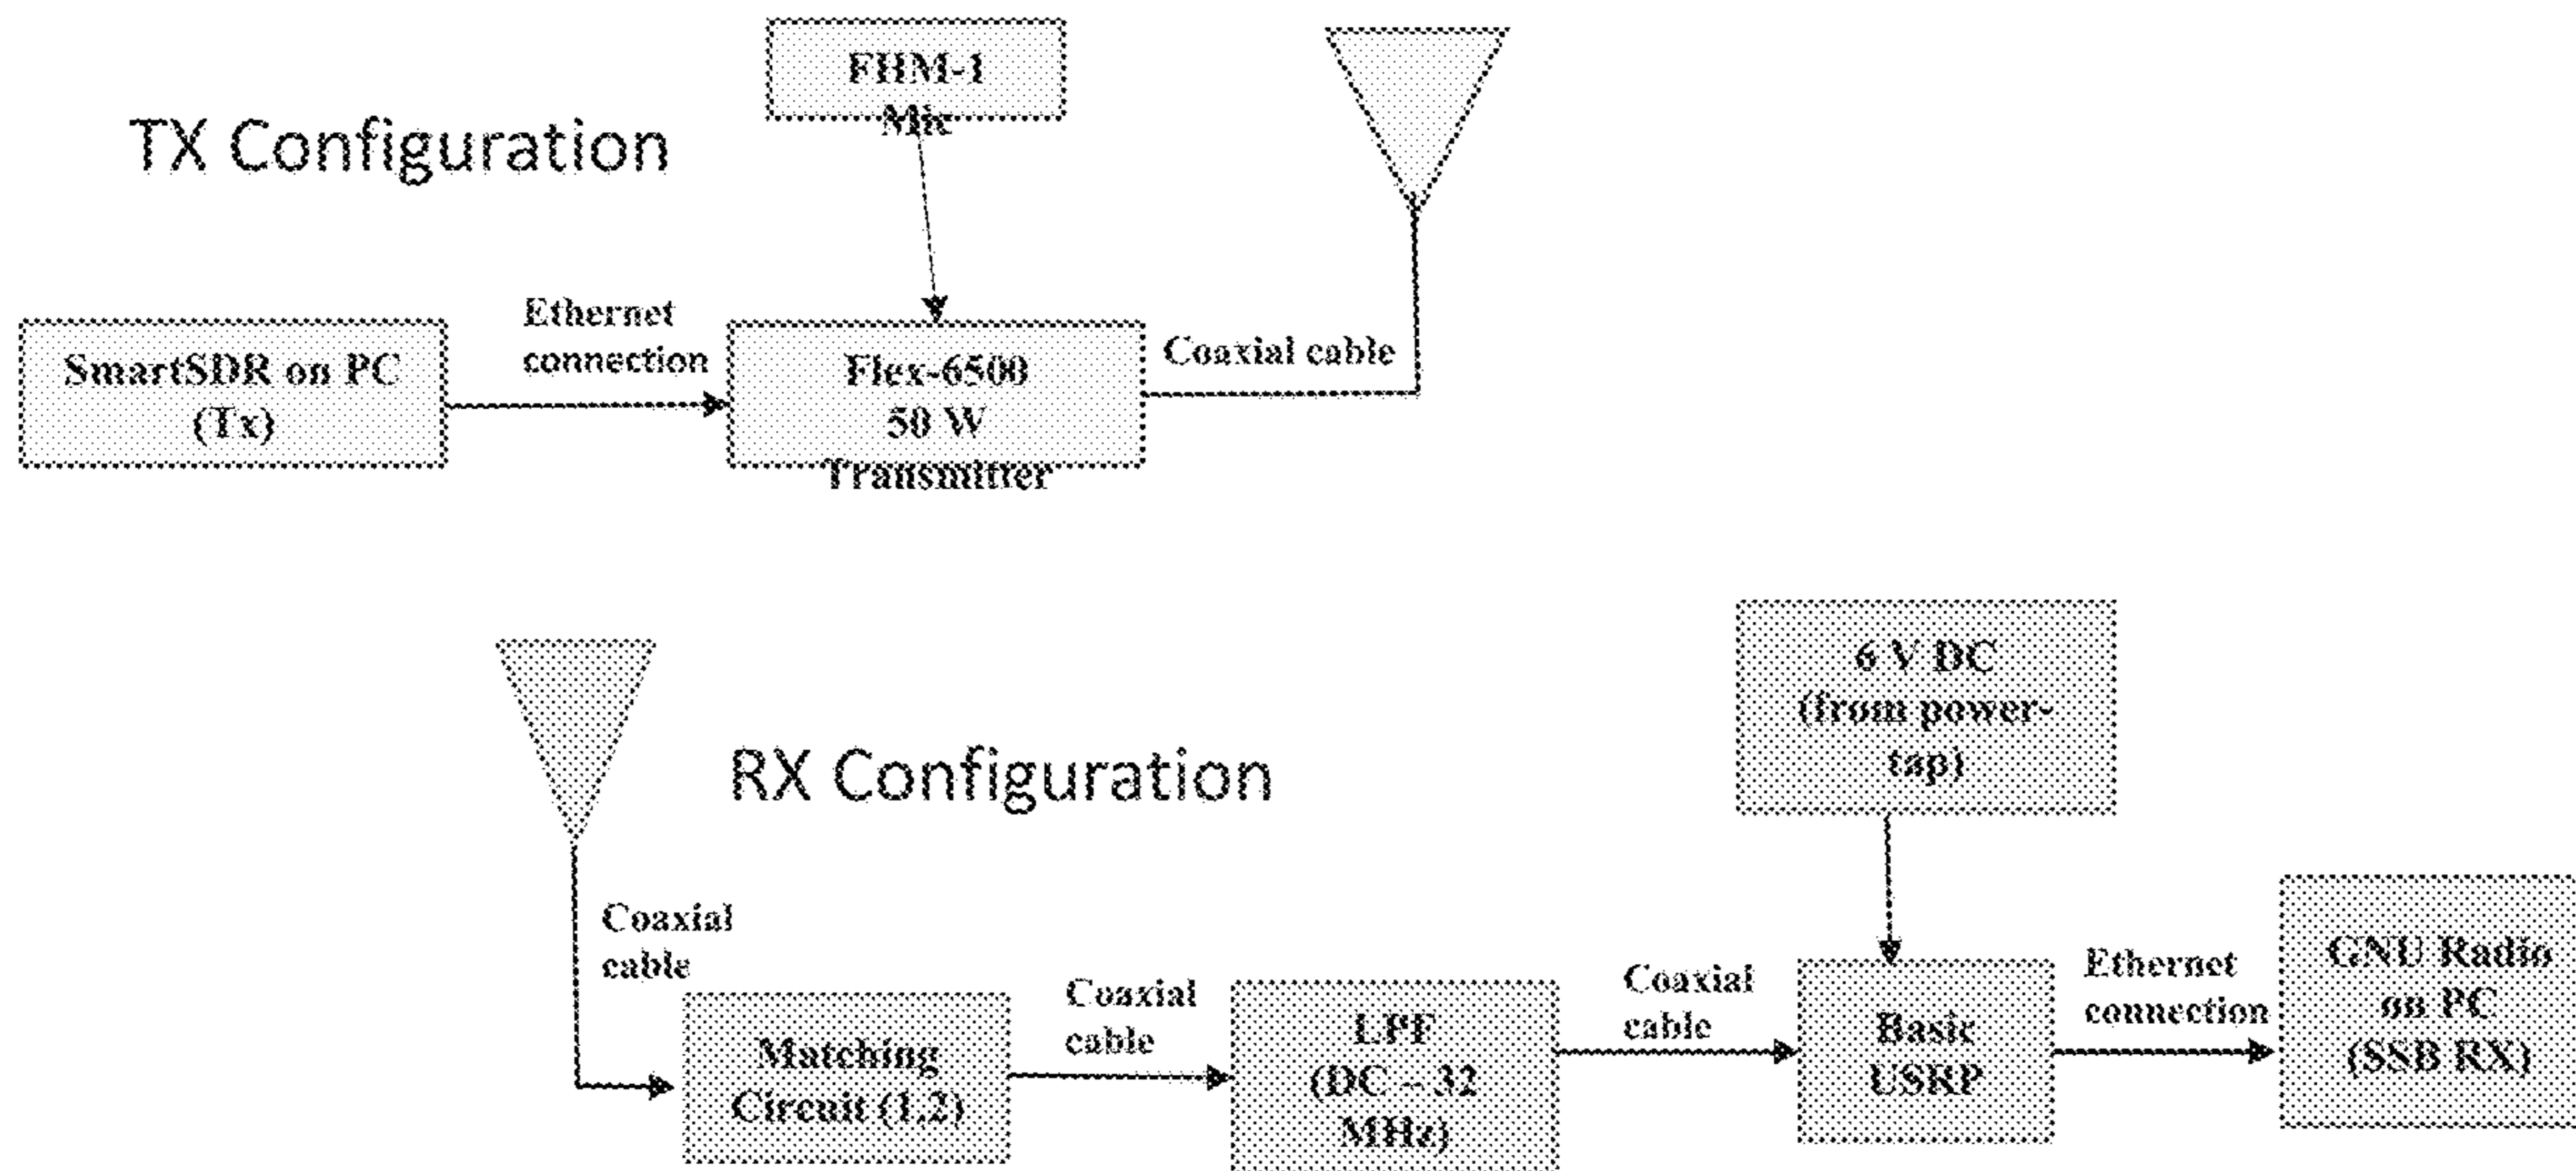 FHM-1
Mic
TX Configuration
Ethernet
connection
SmartSDR on PC
(Tx)
Flex-6500
50 W
Transmitter
Coaxial cable
6 V DC
(from power-
tap)
RX Configuration
Coaxial
cable
Matching
Circuit (1,2)
Coaxial
cable
LPF
(DC – 32
MHz)
Coaxial
cable
Basic
USRP
Ethernet
connection
GNU Radio
on PC
(SSB RX)